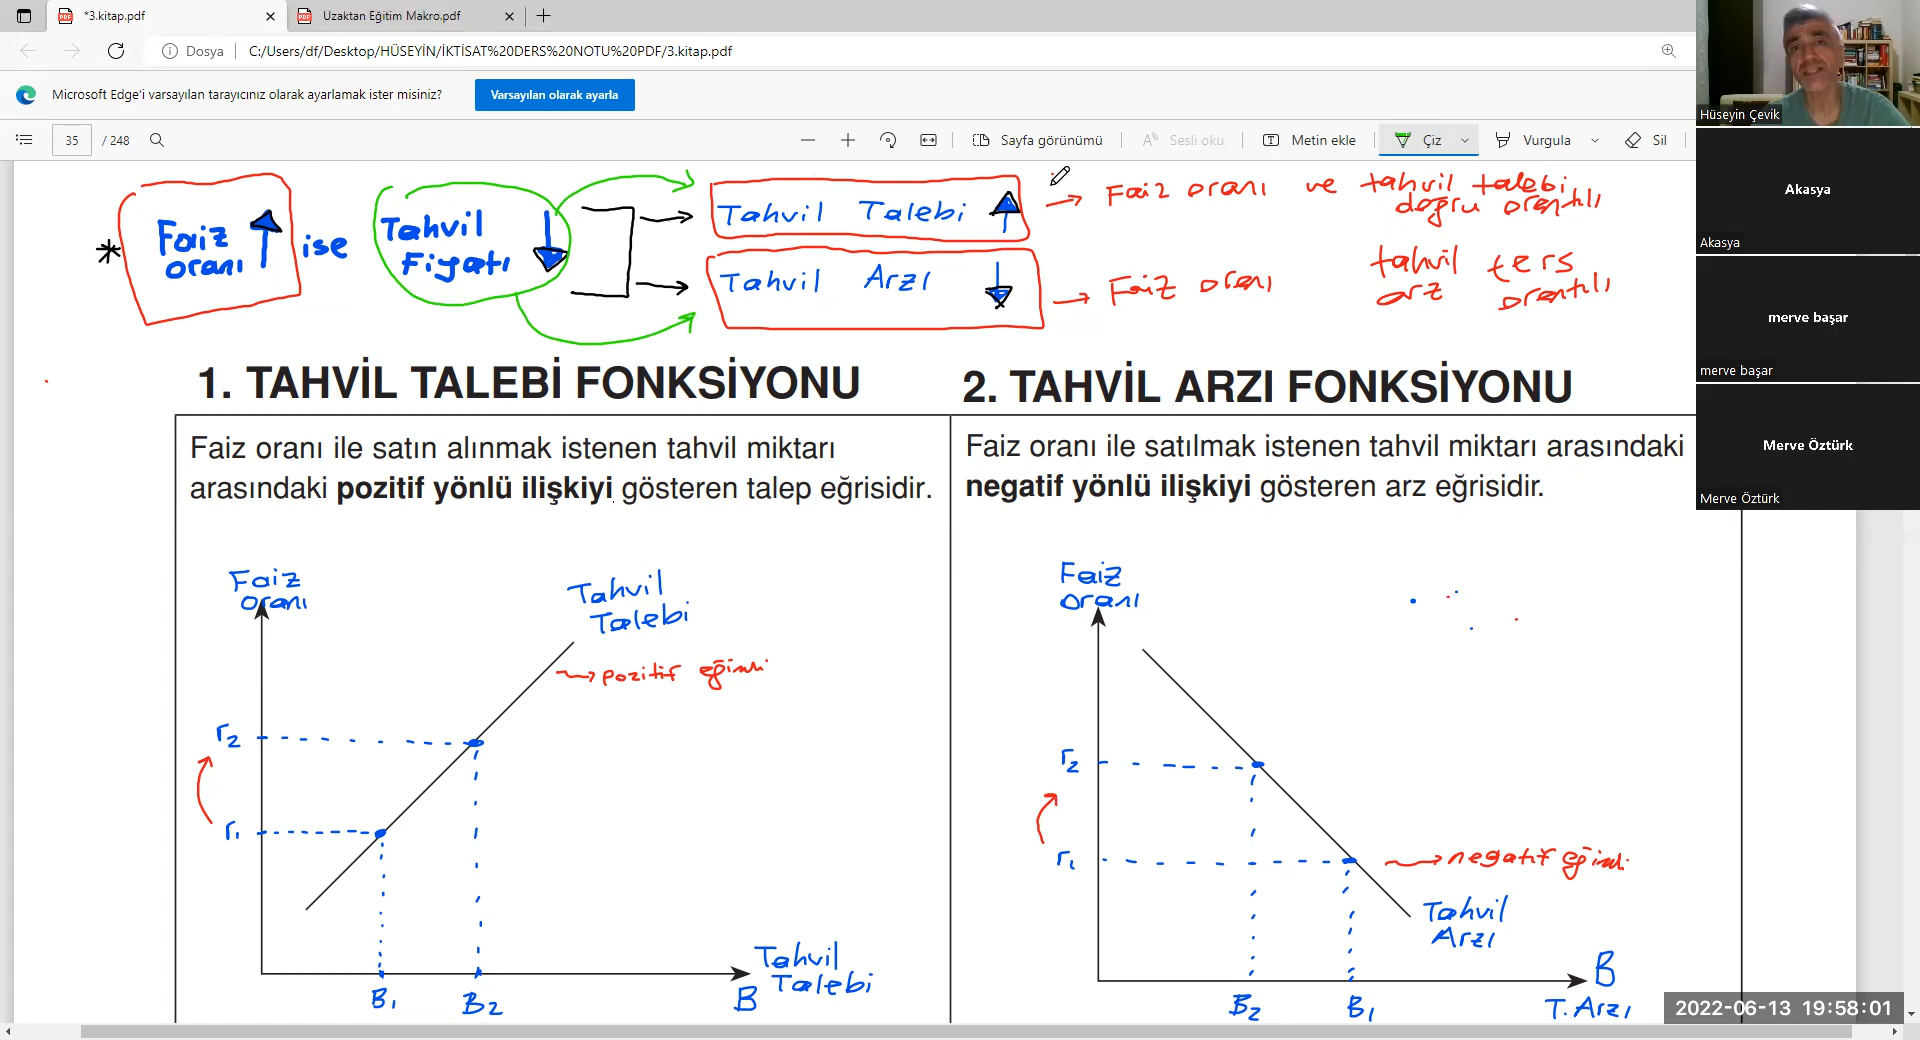 *3.kitap.pdf
Uzaktan Eğitim Makro.pdf
Dosya
C:/Users/df/Desktop/HÜSEYİN/İKTİSAT%20DERS%20NOTU%20PDF/3.kitap.pdf
Microsoft Edge'i varsayılan tarayıcınız olarak ayarlamak ister misiniz?
Varsayılan olarak ayarla
35 / 248
Sayfa görünümü
Sesli oku
Metin ekle
Çiz
Vurgula
Sil
Hüseyin Çevik
Akasya
Akasya
merve başar
merve başar
Merve Öztürk
Merve Öztürk
* Faiz oranı ise Tahvil Fiyatı
Tahvil Talebi
Faiz oranı ve tahvil talebi
doğru orantılı
Tahvil Arzı
Faiz oranı tahvil arz ters orantılı
1. TAHVİL TALEBİ FONKSİYONU
Faiz oranı ile satın alınmak istenen tahvil miktarı
arasındaki pozitif yönlü ilişkiyi gösteren talep eğrisidir.
Faiz
oranı
Tahvil
Talebi
pozitif eğimli
r2
r1
B1
B2
B
Tahvil
Talebi
2. TAHVİL ARZI FONKSİYONU
Faiz oranı ile satılmak istenen tahvil miktarı arasındaki
negatif yönlü ilişkiyi gösteren arz eğrisidir.
Faiz
oranı
r2
r1
negatif eğimli
Tahvil
Arzı
B2
B1
B
T. Arzı
2022-06-13 19:58:01